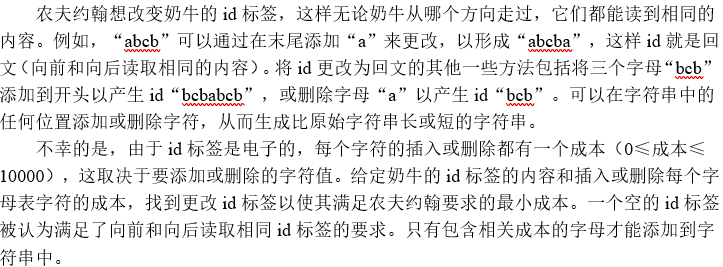 农夫约翰想改变奶牛的 id 标签，这样无论奶牛从哪个方向走过，它们都能读到相同的
内容。例如，“abcb”可以通过在末尾添加“a”来更改，以形成“abcba”，这样 id 就是回
文（向前和向后读取相同的内容）。将 id 更改为回文的其他一些方法包括将三个字母“bcb”
添加到开头以产生 id“bcbabcb”，或删除字母“a”以产生 id“bcb”。可以在字符串中的
任何位置添加或删除字符，从而生成比原始字符串长或短的字符串。
不幸的是，由于 id 标签是电子的，每个字符的插入或删除都有一个成本（0≤成本≤
10000），这取决于要添加或删除的字符值。给定奶牛的 id 标签的内容和插入或删除每个字
母表字符的成本，找到更改 id 标签以使其满足农夫约翰要求的最小成本。一个空的 id 标签
被认为满足了向前和向后读取相同 id 标签的要求。只有包含相关成本的字母才能添加到字
符串中。